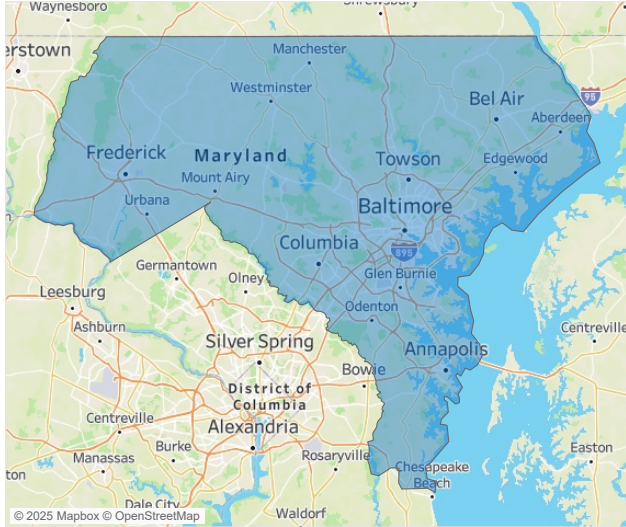 Waynesboro
Shrewsbury
erstown
Manchester
Westminster
Bel Air
95
Aberdeen
Frederick
Maryland
Towson
Edgewood
Mount Airy
Urbana
Baltimore
Columbia
895
Germantown
Glen Burnie
Olney
Leesburg
Odenton
Ashburn
Centreville
Silver Spring
Annapolis
Bowie
District of
Columbia
Centreville
Alexandria
Burke
Easton
Manassas
Rosaryville
Chesapeake
Beach
ton
Dale City
Waldorf
© 2025 Mapbox © OpenStreetMap